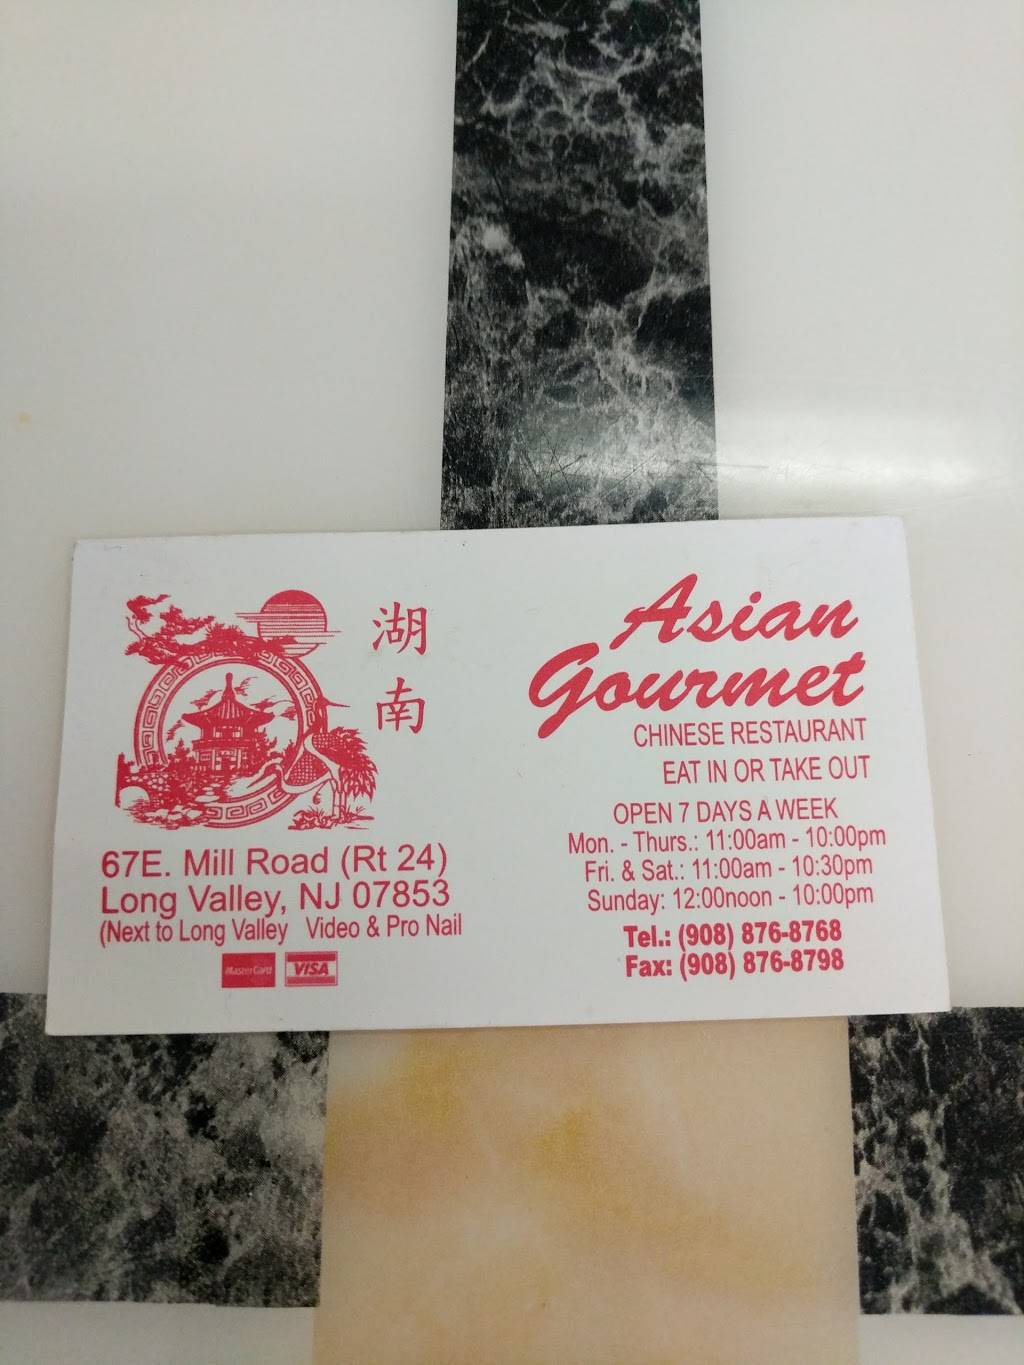 湖
南
67E. Mill Road (Rt 24)
Long Valley, NJ 07853
(Next to Long Valley Video & Pro Nail
MasterCard
VISA
Asian
Gourmet
CHINESE RESTAURANT
EAT IN OR TAKE OUT
OPEN 7 DAYS A WEEK
Mon. - Thurs.: 11:00am - 10:00pm
Fri. & Sat.: 11:00am - 10:30pm
Sunday: 12:00noon - 10:00pm
Tel.: (908) 876-8768
Fax: (908) 876-8798